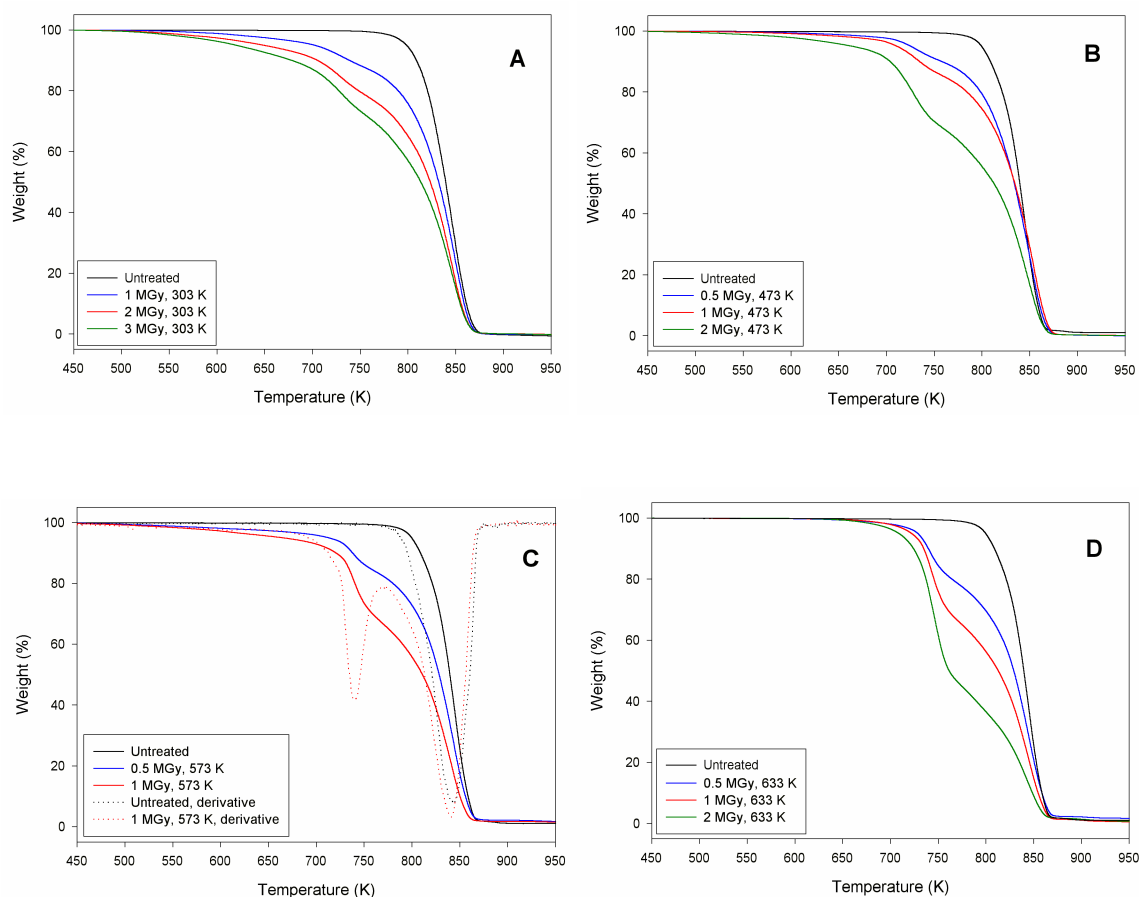 A
Weight (%)
100
80
60
40
20
0
Untreated
1 MGy, 303 K
2 MGy, 303 K
3 MGy, 303 K
450 500 550 600 650 700 750 800 850 900 950
Temperature (K)
B
Weight (%)
100
80
60
40
20
0
Untreated
0.5 MGy, 473 K
1 MGy, 473 K
2 MGy, 473 K
450 500 550 600 650 700 750 800 850 900 950
Temperature (K)
C
Weight (%)
100
80
60
40
20
0
Untreated
0.5 MGy, 573 K
1 MGy, 573 K
Untreated, derivative
1 MGy, 573 K, derivative
450 500 550 600 650 700 750 800 850 900 950
Temperature (K)
D
Weight (%)
100
80
60
40
20
0
Untreated
0.5 MGy, 633 K
1 MGy, 633 K
2 MGy, 633 K
450 500 550 600 650 700 750 800 850 900 950
Temperature (K)